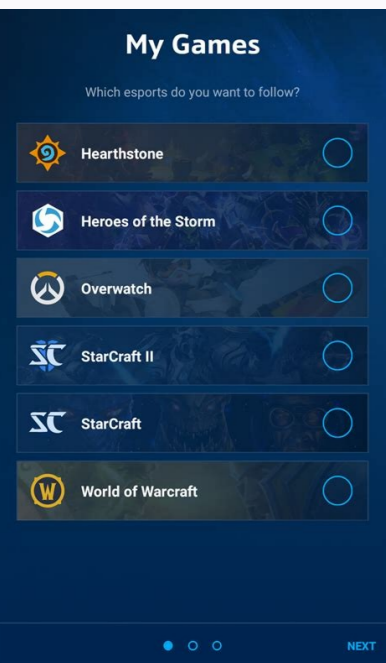 My Games
Which esports do you want to follow?
Hearthstone
Heroes of the Storm
Overwatch
StarCraft II
StarCraft
World of Warcraft
NEXT